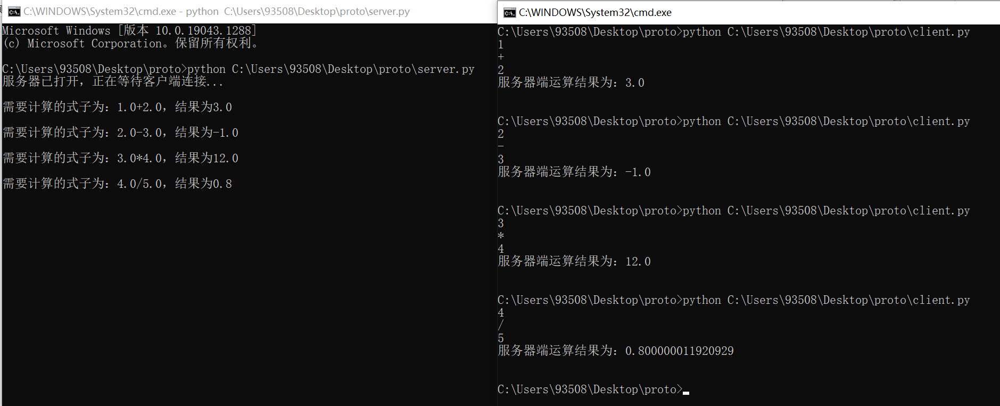 C:\WINDOWS\System32\cmd.exe - python  C:\Users\93508\Desktop\proto\server.py
Microsoft Windows [版本 10.0.19043.1288]
(c) Microsoft Corporation。保留所有权利。
C:\Users\93508\Desktop\proto>python C:\Users\93508\Desktop\proto\server.py
服务器已打开，正在等待客户端连接...
需要计算的式子为：1.0+2.0，结果为3.0
需要计算的式子为：2.0-3.0，结果为-1.0
需要计算的式子为：3.0*4.0，结果为12.0
需要计算的式子为：4.0/5.0，结果为0.8
C:\WINDOWS\System32\cmd.exe
C:\Users\93508\Desktop\proto>python C:\Users\93508\Desktop\proto\client.py
1
+
2
服务器端运算结果为：3.0
C:\Users\93508\Desktop\proto>python C:\Users\93508\Desktop\proto\client.py
2
-
3
服务器端运算结果为：-1.0
C:\Users\93508\Desktop\proto>python C:\Users\93508\Desktop\proto\client.py
3
*
4
服务器端运算结果为：12.0
C:\Users\93508\Desktop\proto>python C:\Users\93508\Desktop\proto\client.py
4
/
5
服务器端运算结果为：0.800000011920929
C:\Users\93508\Desktop\proto>